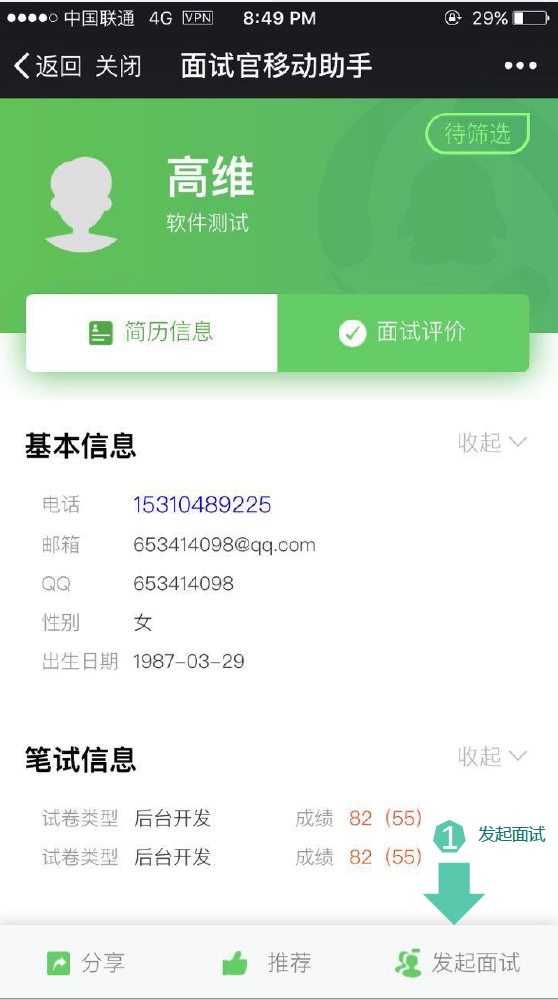 中国联通 4G VPN 8:49 PM 29%
返回 关闭 面试官移动助手
待筛选
高维
软件测试
简历信息 面试评价
基本信息 收起
电话 15310489225
邮箱 653414098@qq.com
QQ 653414098
性别 女
出生日期 1987-03-29
笔试信息 收起
试卷类型 后台开发 成绩 82 (55)
1 发起面试
试卷类型 后台开发 成绩 82 (55)
分享 推荐 发起面试